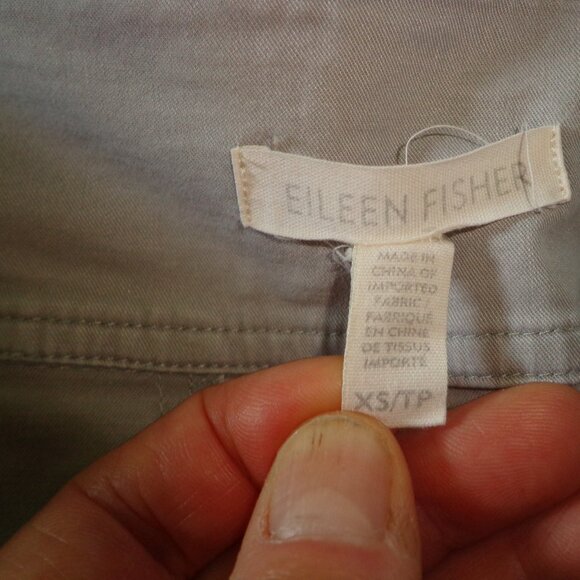 EILEEN FISHER
MADE IN
CHINA OF
IMPORTED
FABRIC/
FABRIQUÉ
EN CHINE
DE TISSUS
IMPORTÉ
XS/TP